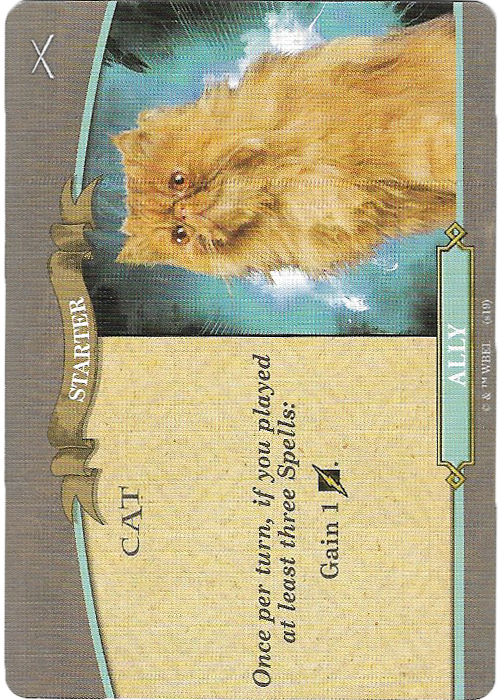 STARTER
CAT
Once per turn, if you played
at least three Spells:
Gain 1 .
ALLY
© & ™ WBEI. (s19)